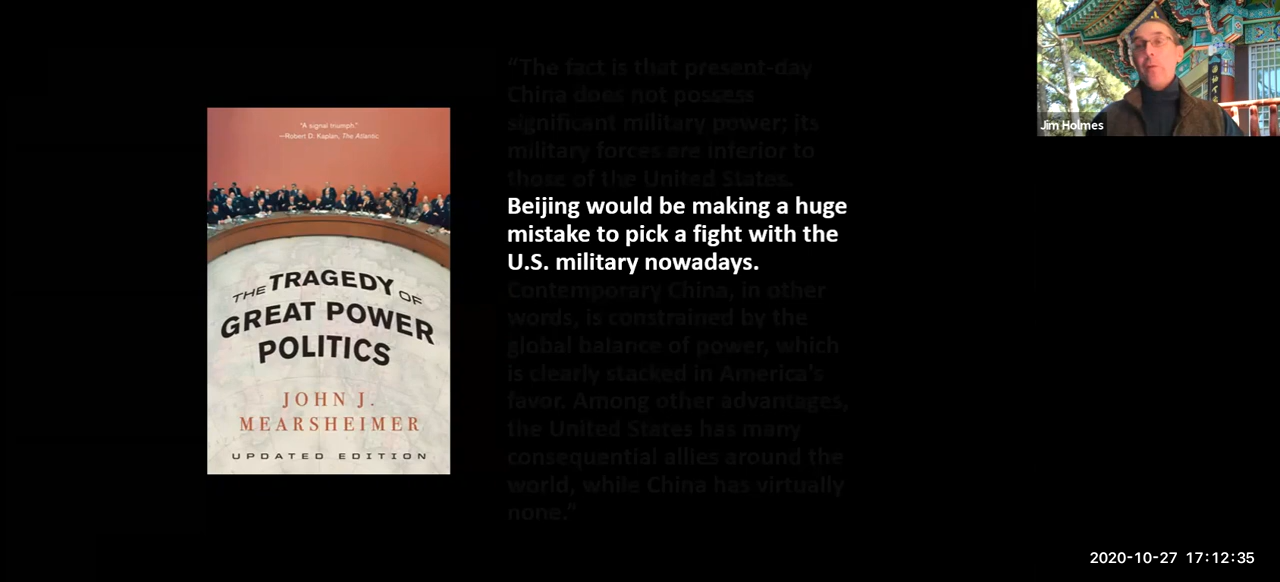 "A signal triumph."
—Robert D. Kaplan, The Atlantic
THE TRAGEDY OF
GREAT POWER
POLITICS
JOHN J.
MEARSHEIMER
UPDATED EDITION
"The fact is that present-day
China does not possess
significant military power; its
military forces are inferior to
those of the United States.
Beijing would be making a huge
mistake to pick a fight with the
U.S. military nowadays.
Contemporary China, in other
words, is constrained by the
global balance of power, which
is clearly stacked in America's
favor. Among other advantages,
the United States has many
consequential allies around the
world, while China has virtually
none."
Jim Holmes
2020-10-27 17:12:35